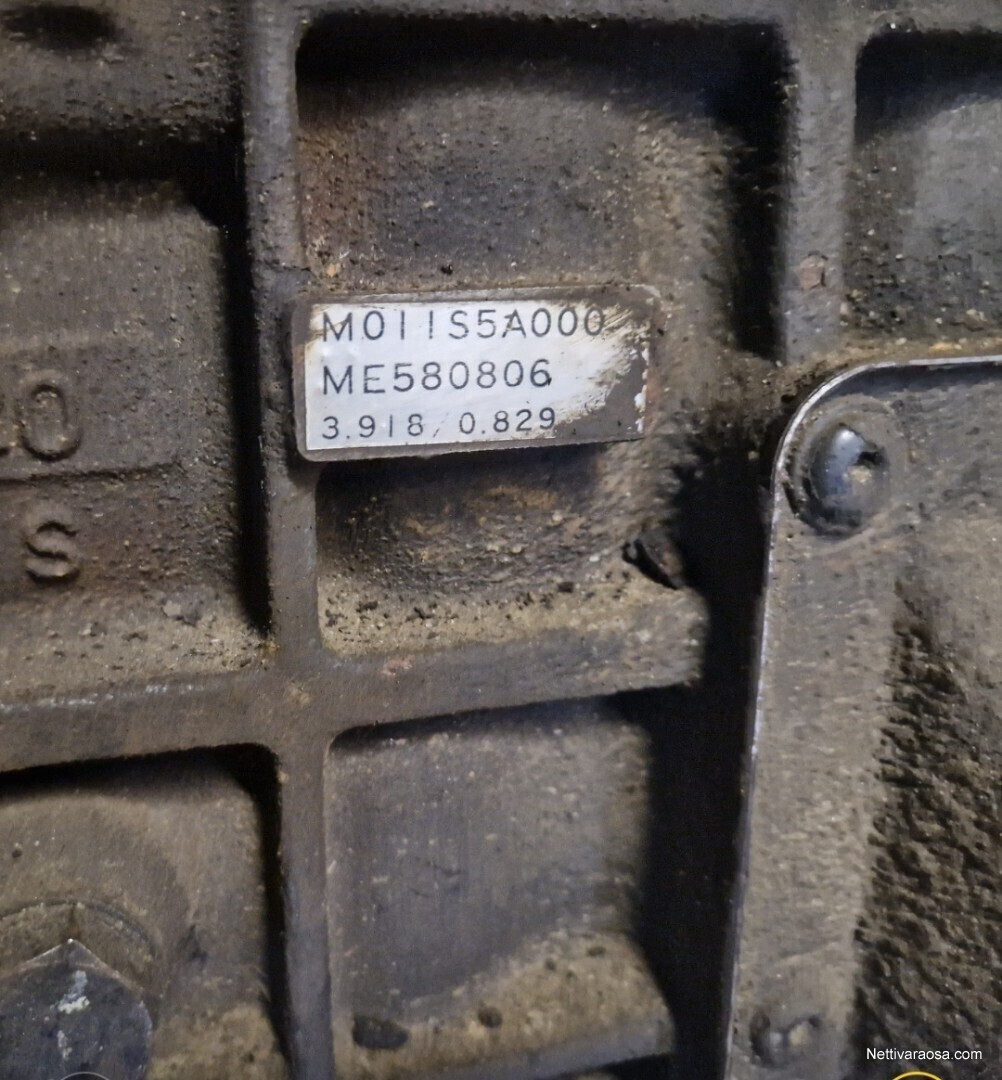 M011S5A000
ME580806
3.918/0.829
S
Nettivaraosa.com